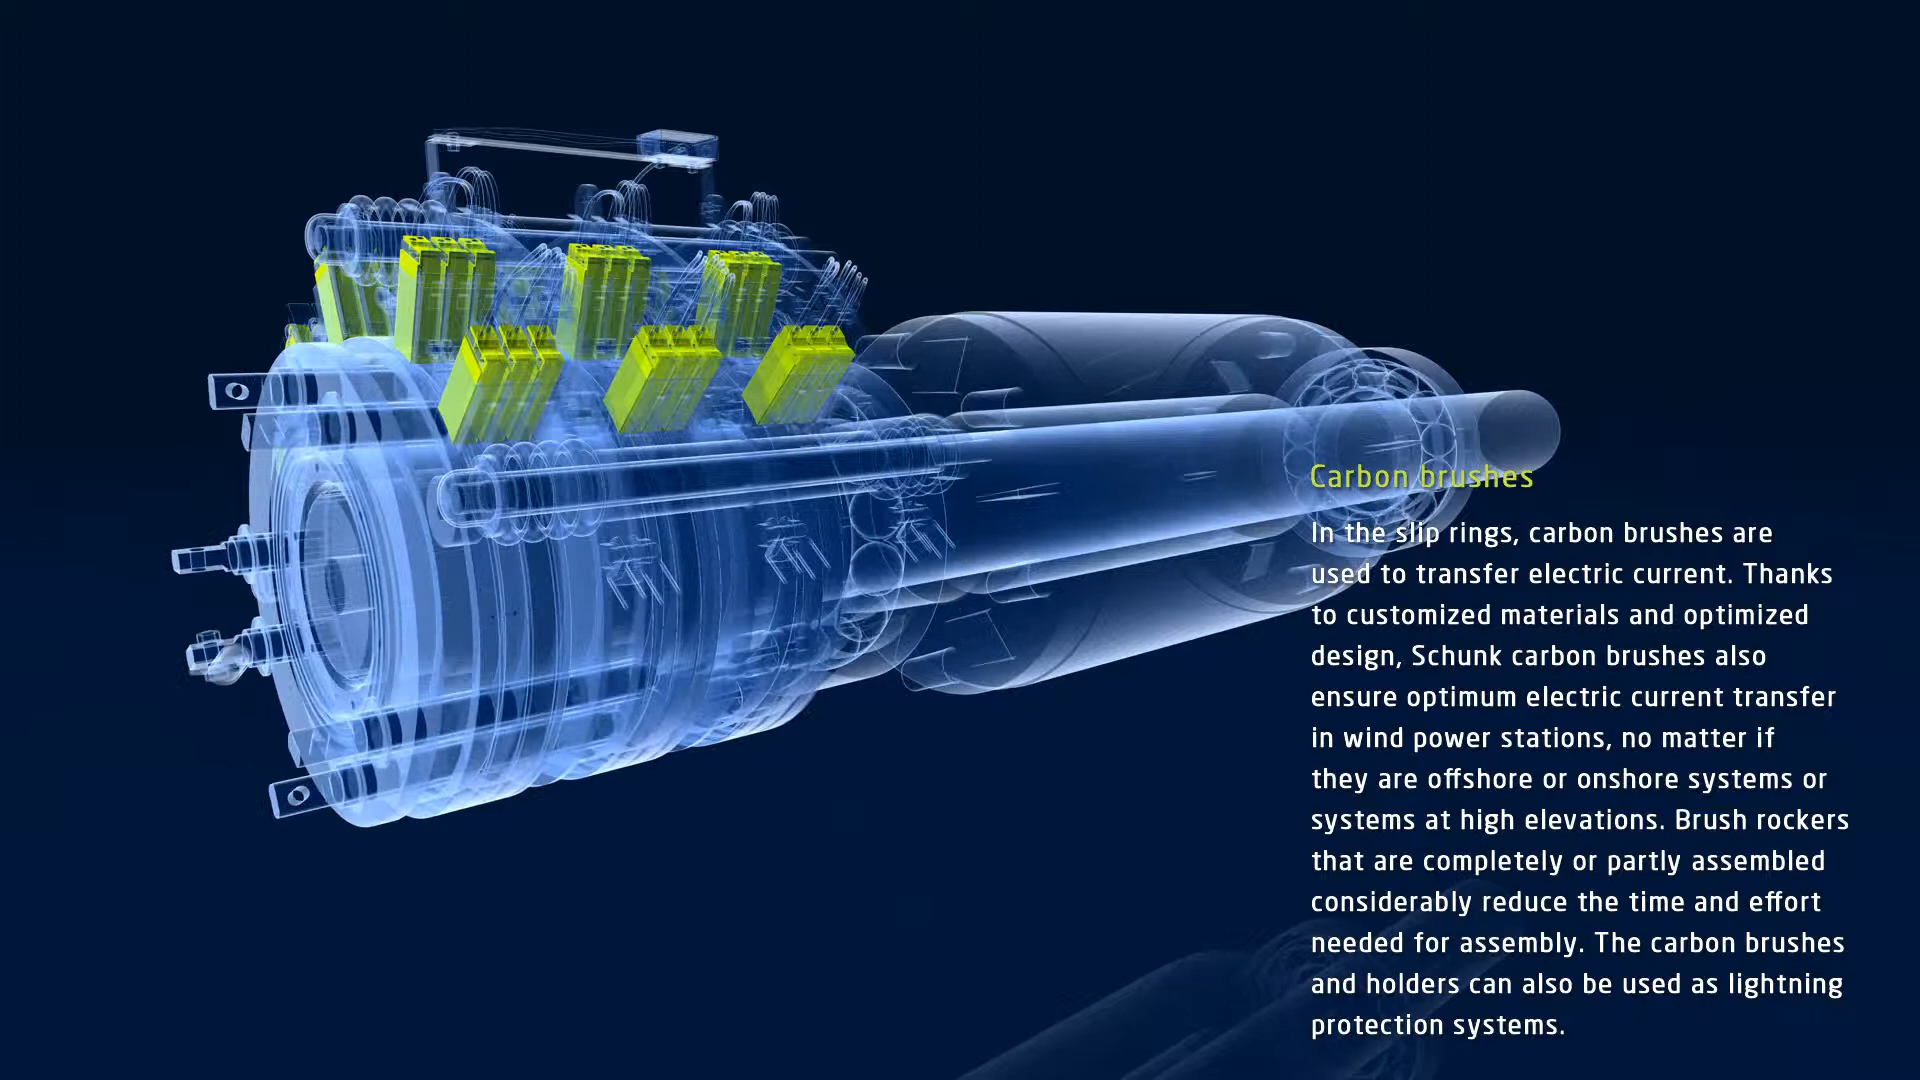 Carbon brushes
In the slip rings, carbon brushes are
used to transfer electric current. Thanks
to customized materials and optimized
design, Schunk carbon brushes also
ensure optimum electric current transfer
in wind power stations, no matter if
they are offshore or onshore systems or
systems at high elevations. Brush rockers
that are completely or partly assembled
considerably reduce the time and effort
needed for assembly. The carbon brushes
and holders can also be used as lightning
protection systems.